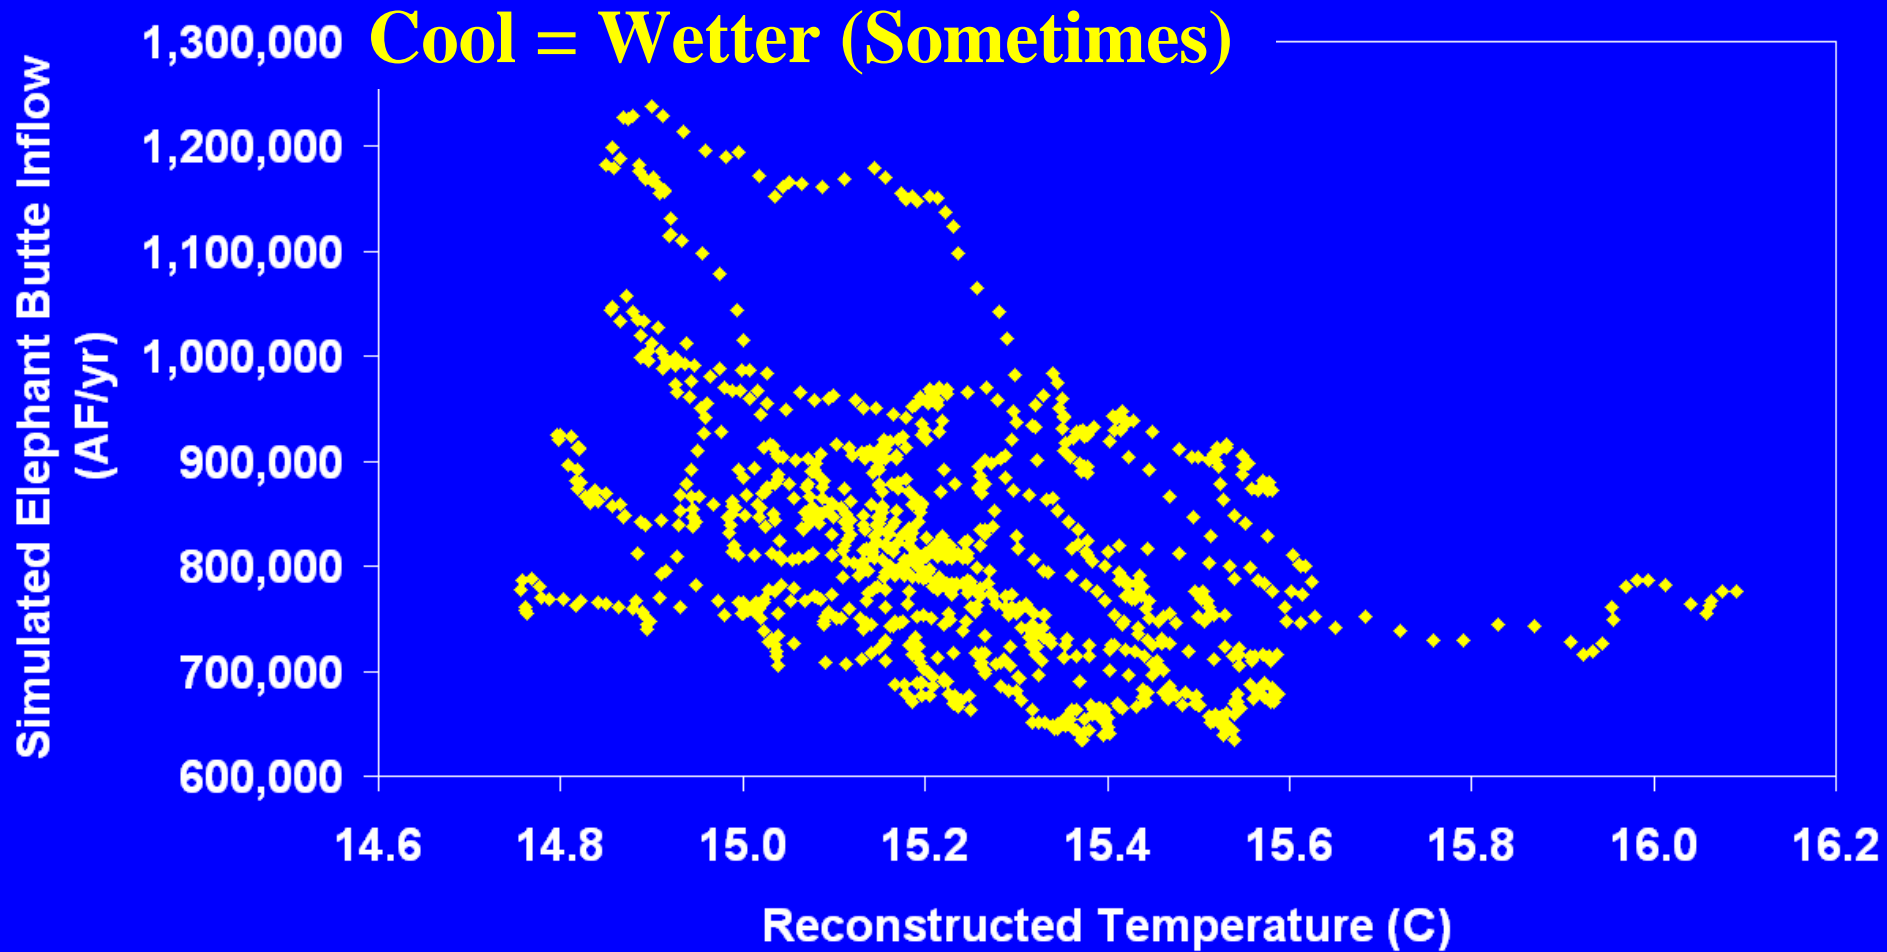 Cool = Wetter (Sometimes)
Simulated Elephant Butte Inflow
(AF/yr)
1,300,000
1,200,000
1,100,000
1,000,000
900,000
800,000
700,000
600,000
14.6 14.8 15.0 15.2 15.4 15.6 15.8 16.0 16.2
Reconstructed Temperature (C)